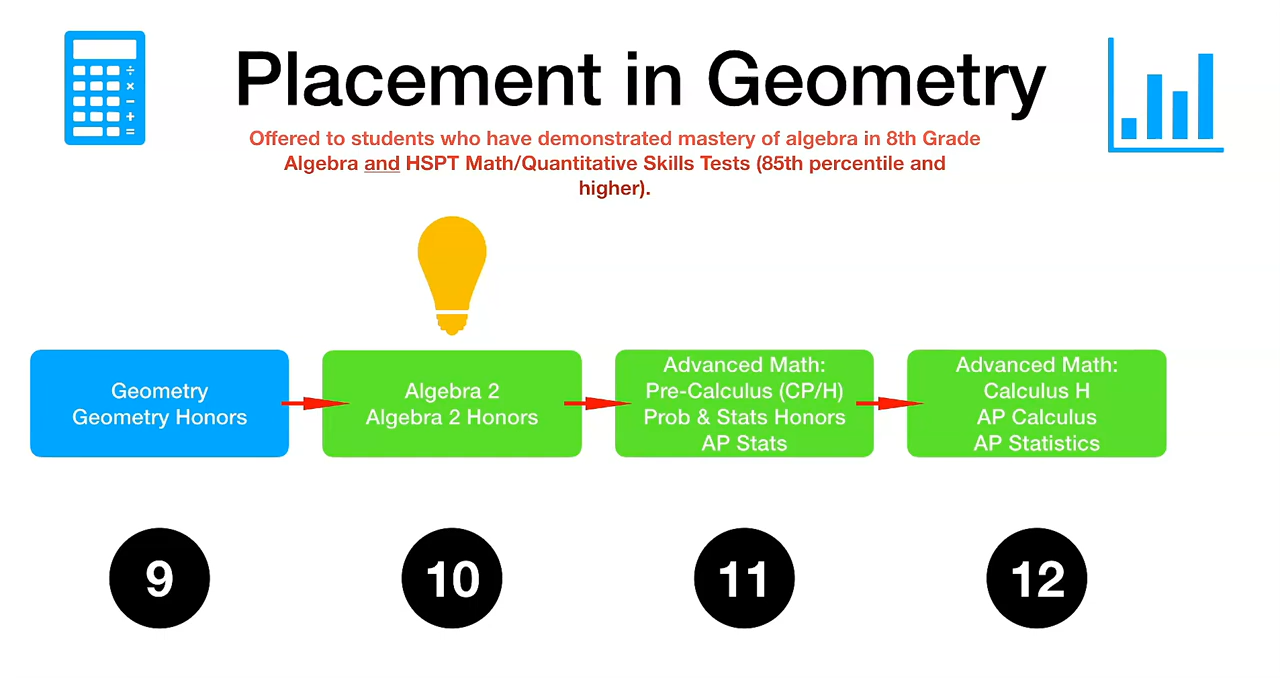 Placement in Geometry
Offered to students who have demonstrated mastery of algebra in 8th Grade
Algebra and HSPT Math/Quantitative Skills Tests (85th percentile and
higher).
÷
×
−
+
=
Geometry
Geometry Honors
Algebra 2
Algebra 2 Honors
Advanced Math:
Pre-Calculus (CP/H)
Prob & Stats Honors
AP Stats
Advanced Math:
Calculus H
AP Calculus
AP Statistics
9
10
11
12